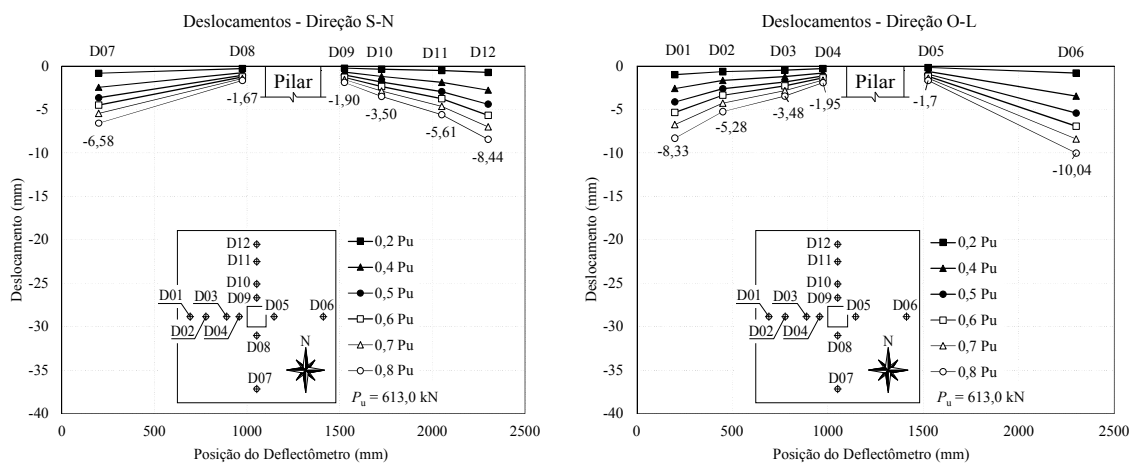 Deslocamentos - Direção S-N
D07 D08 D09 D10 D11 D12
Pilar
-6,58 -1,67 -1,90 -3,50 -5,61 -8,44
Deslocamento (mm)
0
-5
-10
-15
-20
-25
-30
-35
-40
D12
D11
D10
D01 D03 D09 D05 D06
D02 D04
D08
D07
N
0,2 Pu
0,4 Pu
0,5 Pu
0,6 Pu
0,7 Pu
0,8 Pu
Pu = 613,0 kN
0 500 1000 1500 2000 2500
Posição do Deflectômetro (mm)
Deslocamentos - Direção O-L
D01 D02 D03 D04 D05 D06
Pilar
-8,33 -5,28 -3,48 -1,95 -1,7 -10,04
Deslocamento (mm)
0
-5
-10
-15
-20
-25
-30
-35
-40
D12
D11
D10
D01 D03 D09 D05 D06
D02 D04
D08
D07
N
0,2 Pu
0,4 Pu
0,5 Pu
0,6 Pu
0,7 Pu
0,8 Pu
Pu = 613,0 kN
0 500 1000 1500 2000 2500
Posição do Deflectômetro (mm)